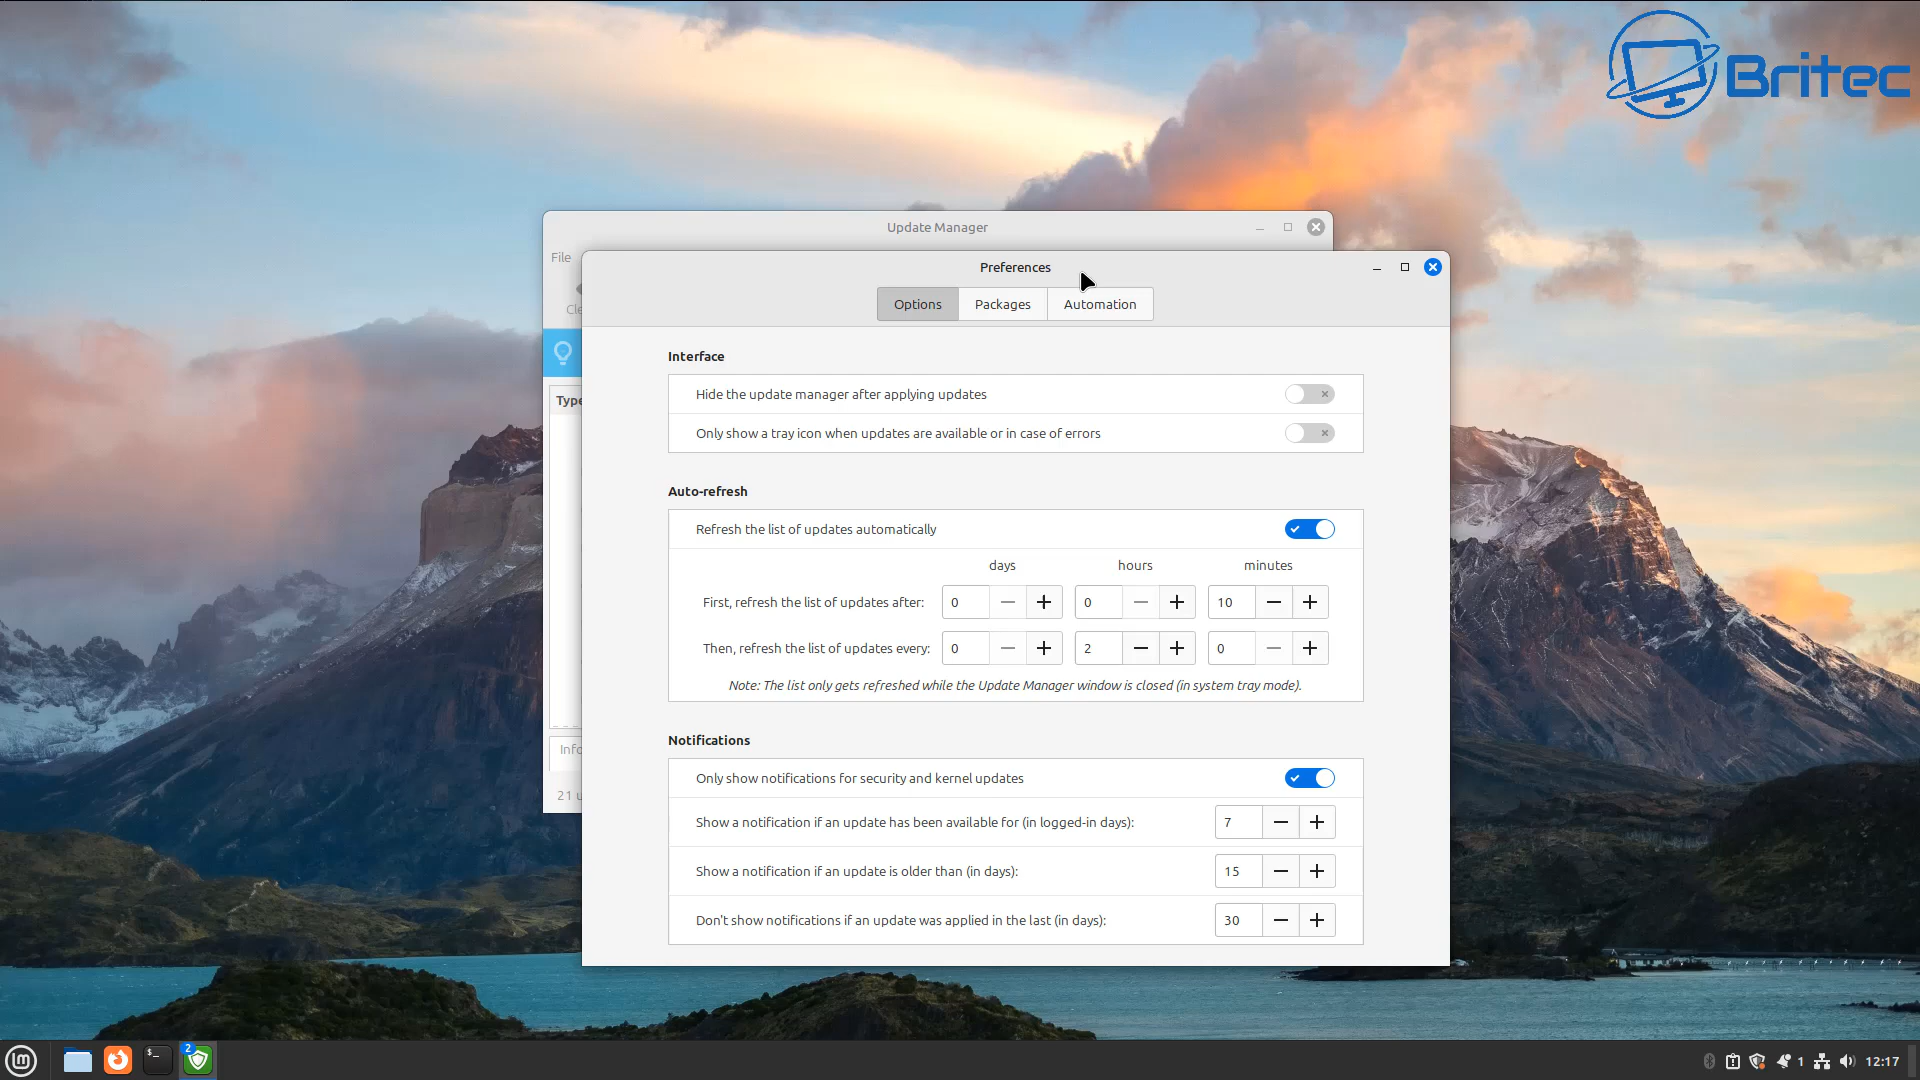 Britec
Update Manager
File
Preferences
Options Packages Automation
Interface
Hide the update manager after applying updates
Type
Only show a tray icon when updates are available or in case of errors
Auto-refresh
Refresh the list of updates automatically
days hours minutes
First, refresh the list of updates after: 0 0 10
Then, refresh the list of updates every: 0 2 0
Note: The list only gets refreshed while the Update Manager window is closed (in system tray mode).
Notifications
Only show notifications for security and kernel updates
21 u
Show a notification if an update has been available for (in logged-in days): 7
Show a notification if an update is older than (in days): 15
Don't show notifications if an update was applied in the last (in days): 30
2
$_
1
12:17